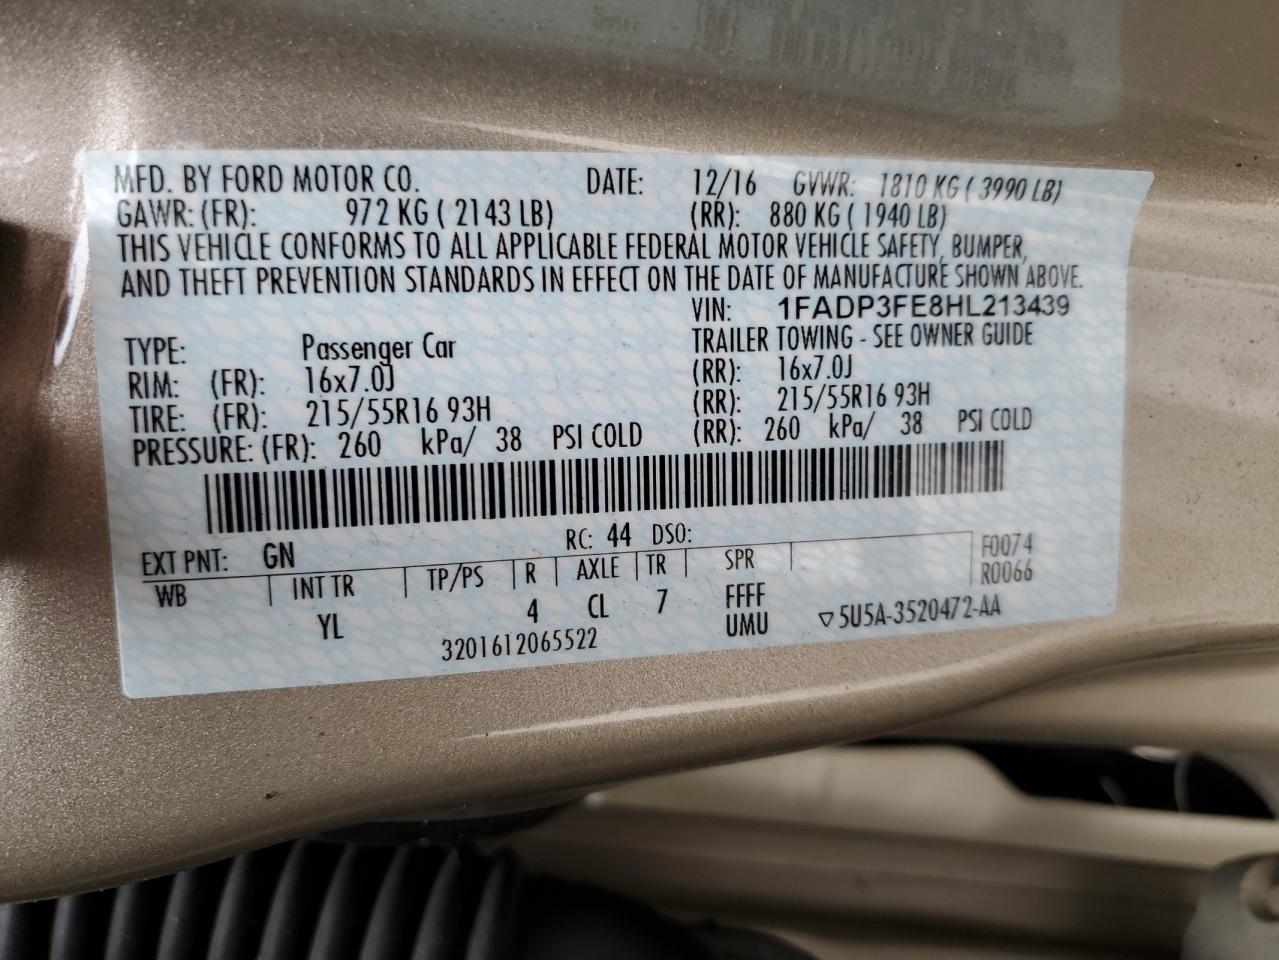 MFD. BY FORD MOTOR CO. DATE: 12/16 GVWR: 1810 KG ( 3990 LB)
GAWR: (FR): 972 KG ( 2143 LB) (RR): 880 KG ( 1940 LB)
THIS VEHICLE CONFORMS TO ALL APPLICABLE FEDERAL MOTOR VEHICLE SAFETY, BUMPER,
AND THEFT PREVENTION STANDARDS IN EFFECT ON THE DATE OF MANUFACTURE SHOWN ABOVE.
VIN: 1FADP3FE8HL213439
TYPE: Passenger Car TRAILER TOWING - SEE OWNER GUIDE
RIM: (FR): 16x7.0J (RR): 16x7.0J
TIRE: (FR): 215/55R16 93H (RR): 215/55R16 93H
PRESSURE: (FR): 260 kPa/ 38 PSI COLD (RR): 260 kPa/ 38 PSI COLD
EXT PNT: GN RC: 44 DSO: F0074
WB INT TR TP/PS R AXLE TR SPR R0066
YL 4 CL 7 FFFF
3201612065522 UMU ▽5U5A-3520472-AA